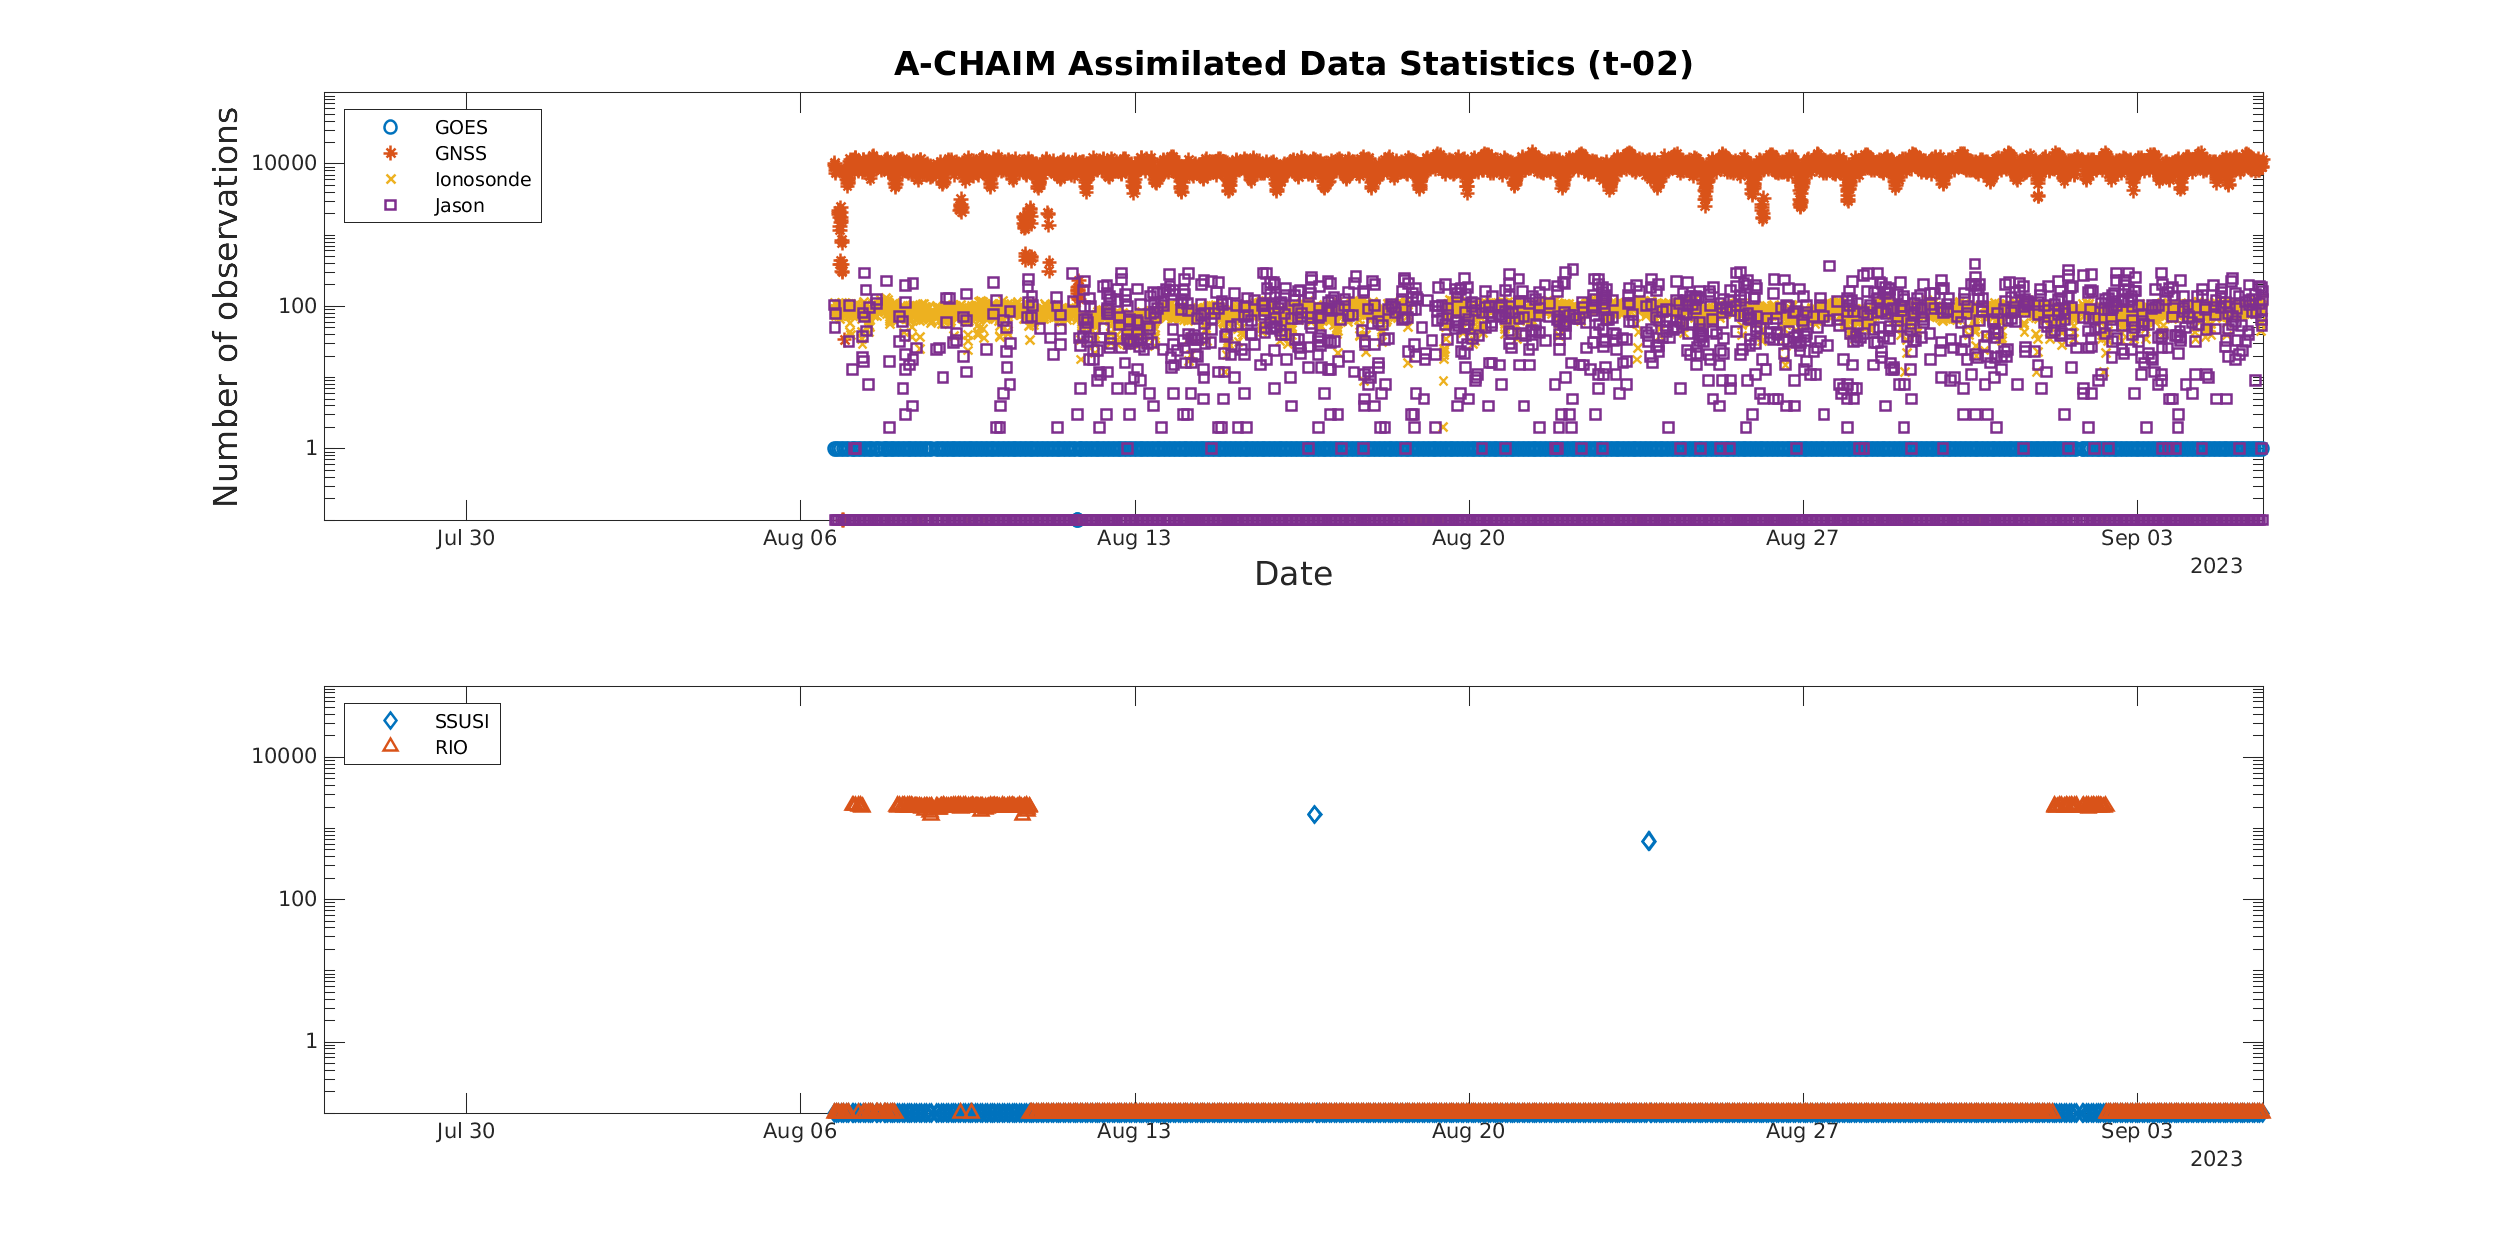 A-CHAIM Assimilated Data Statistics (t-02)
Number of observations
10000
100
1
GOES
GNSS
Ionosonde
Jason
Jul 30
Aug 06
Aug 13
Aug 20
Aug 27
Sep 03
2023
Date
10000
100
1
SSUSI
RIO
Jul 30
Aug 06
Aug 13
Aug 20
Aug 27
Sep 03
2023